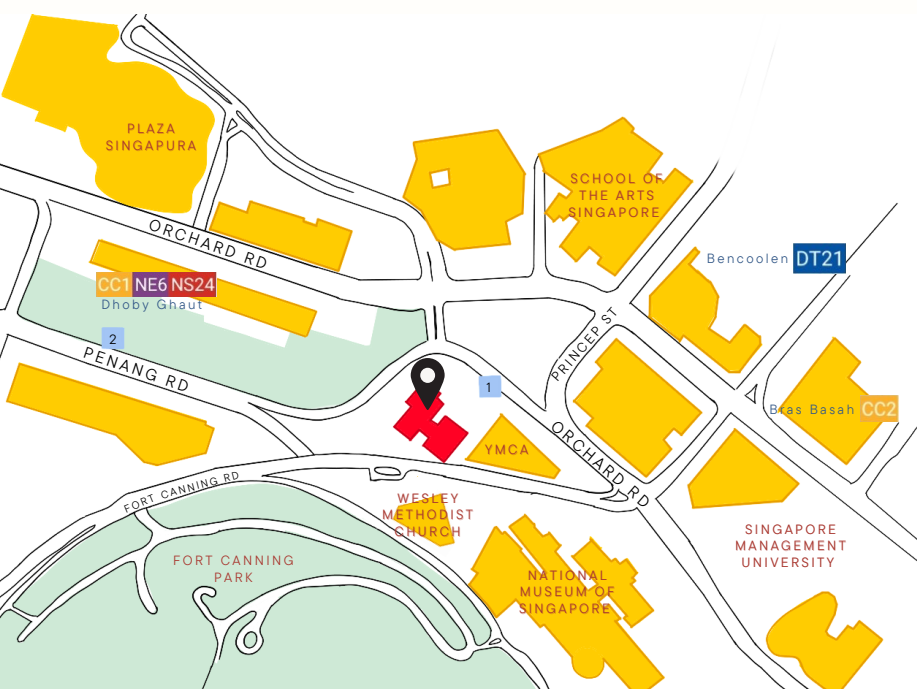 PLAZA
SINGAPURA
SCHOOL OF
THE ARTS
SINGAPORE
ORCHARD RD
Bencoolen DT21
CC1 NE6 NS24
Dhoby Ghaut
PRINCEP ST
2
PENANG RD
1
Bras Basah CC2
ORCHARD RD
YMCA
FORT CANNING RD
WESLEY
METHODIST
CHURCH
SINGAPORE
MANAGEMENT
UNIVERSITY
FORT CANNING
PARK
NATIONAL
MUSEUM OF
SINGAPORE